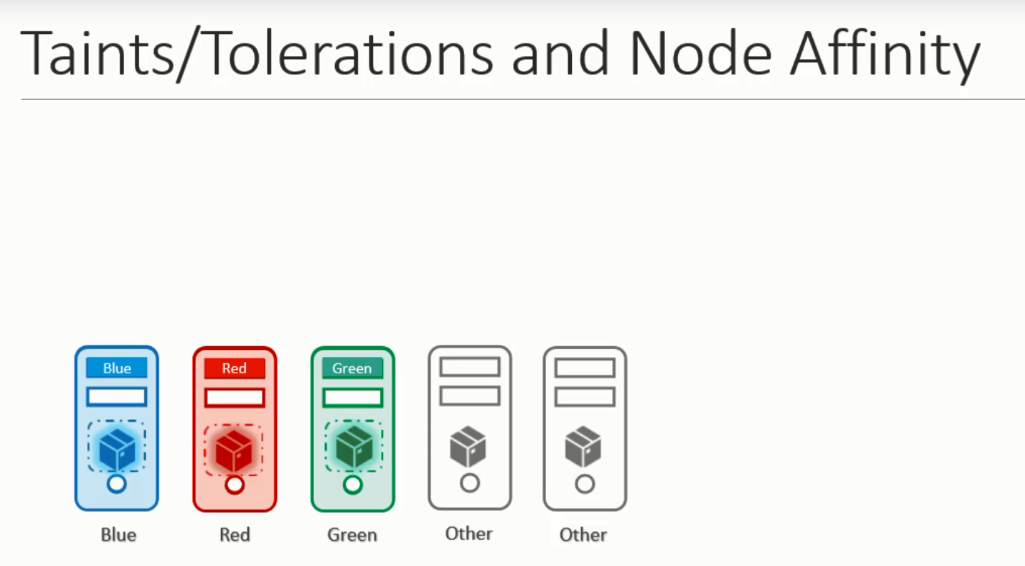 Taints/Tolerations and Node Affinity
Blue Red Green
Blue Red Green Other Other